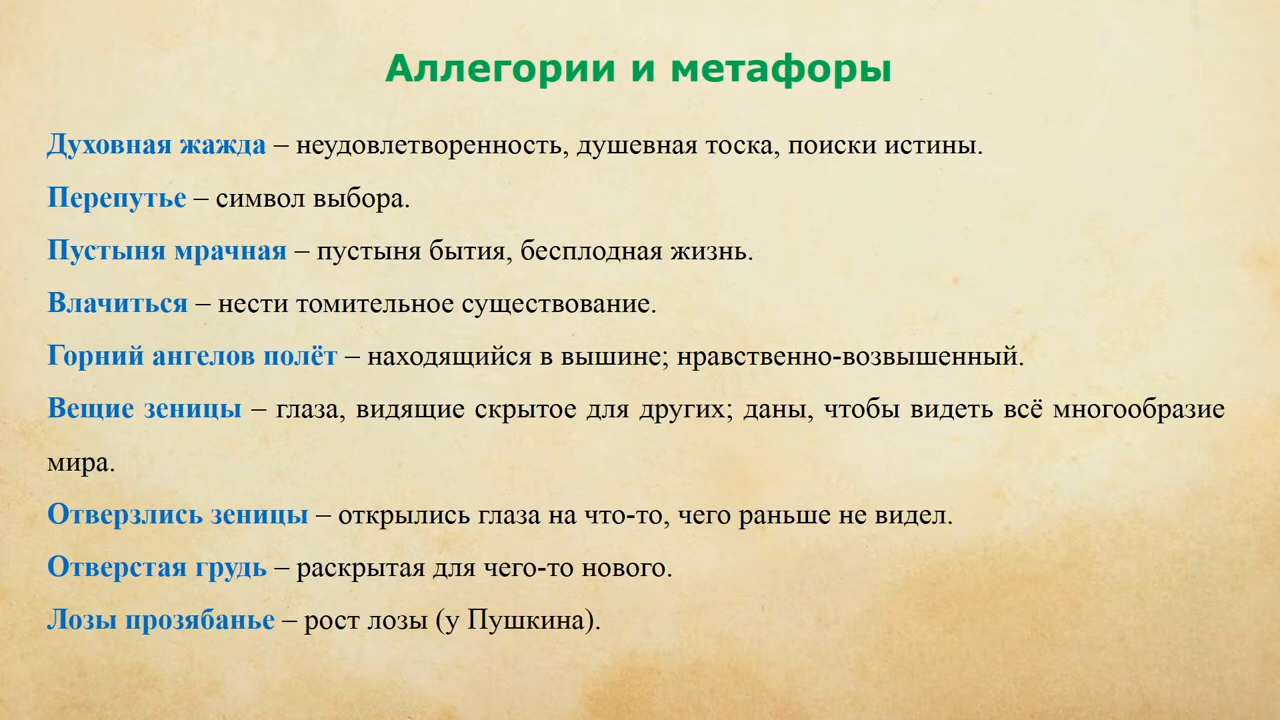 Аллегории и метафоры
Духовная жажда – неудовлетворенность, душевная тоска, поиски истины.
Перепутье – символ выбора.
Пустыня мрачная – пустыня бытия, бесплодная жизнь.
Влачиться – нести томительное существование.
Горний ангелов полёт – находящийся в вышине; нравственно-возвышенный.
Вещие зеницы – глаза, видящие скрытое для других; даны, чтобы видеть всё многообразие
мира.
Отверзлись зеницы – открылись глаза на что-то, чего раньше не видел.
Отверстая грудь – раскрытая для чего-то нового.
Лозы прозябанье – рост лозы (у Пушкина).